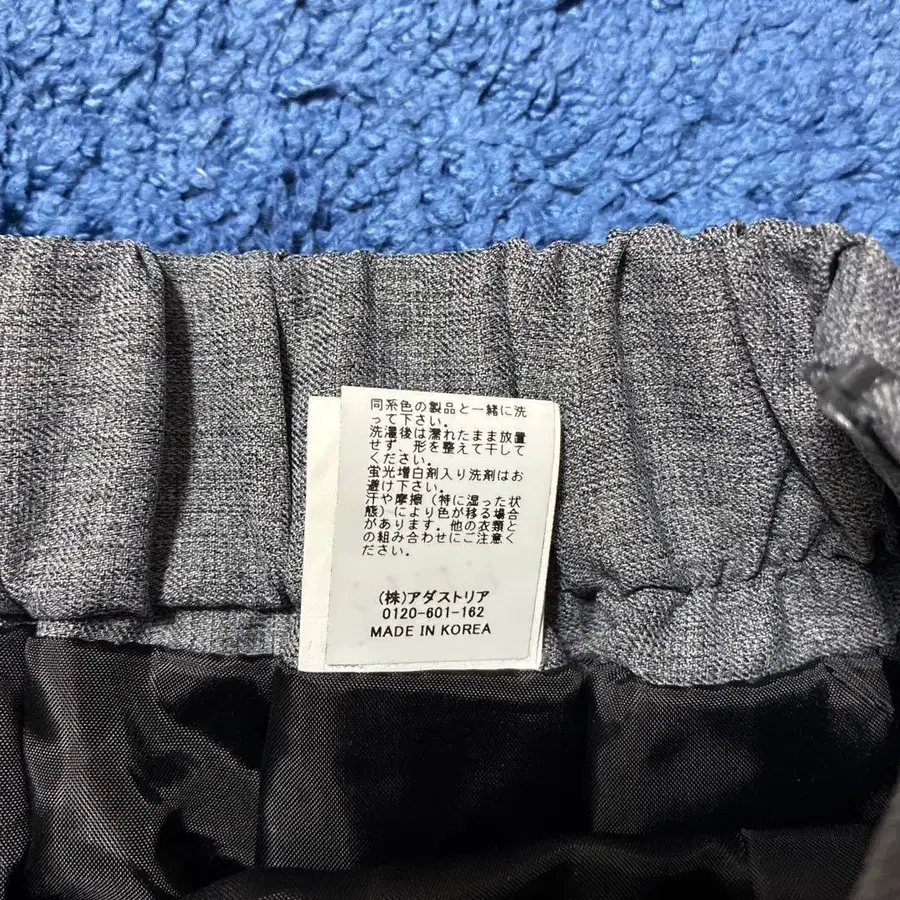 同系色の製品と一緒に洗
って下さい。
洗濯後は濡れたまま放置
せず、形を整えて干して
ください。
蛍光増白剤入り洗剤はお
避け下さい。
汗や摩擦（特に湿った状
態）により色が移る場合
があります。他の衣類と
の組み合わせにご注意く
ださい。
(株)アダストリア
0120-601-162
MADE IN KOREA